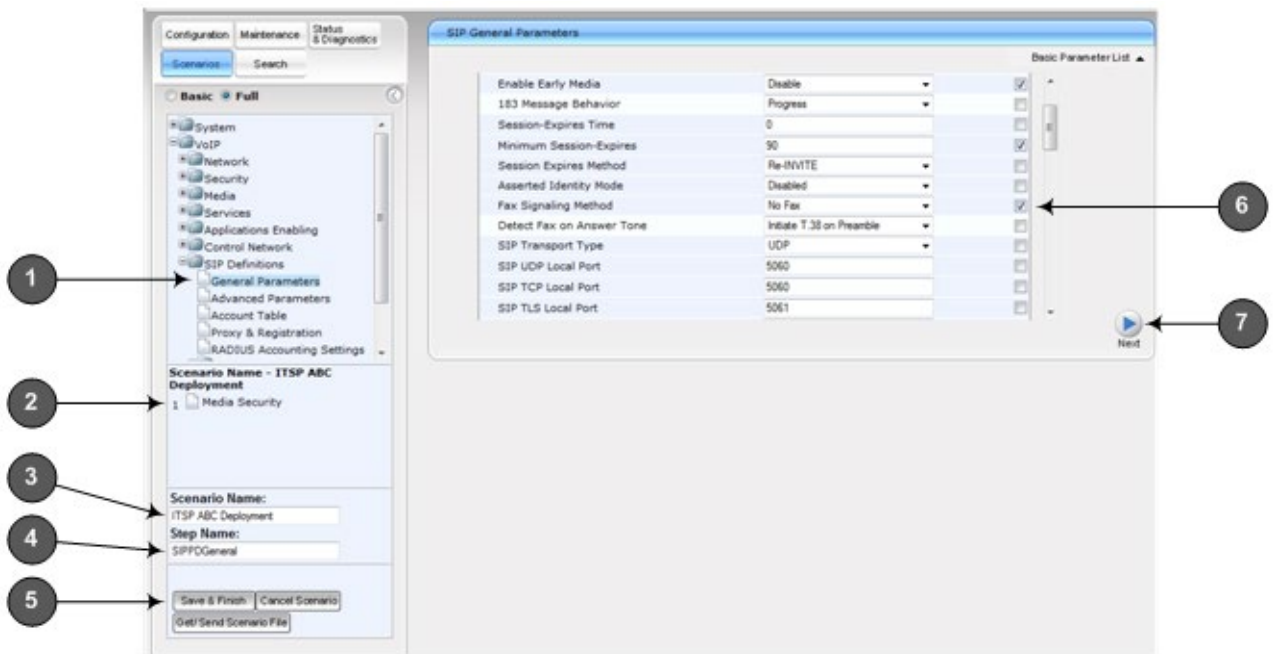 Configuration Maintenance Status & Diagnostics
Scenarios Search
Basic Full
System
VoIP
Network
Security
Media
Services
Applications Enabling
Control Network
SIP Definitions
General Parameters
Advanced Parameters
Account Table
Proxy & Registration
RADIUS Accounting Settings
Scenario Name - ITSP ABC
Deployment
1 Media Security
Scenario Name:
ITSP ABC Deployment
Step Name:
SIPPDGeneral
Save & Finish Cancel Scenario
Get/Send Scenario File
SIP General Parameters
Basic Parameter List
Enable Early Media Disable
183 Message Behavior Progress
Session-Expires Time 0
Minimum Session-Expires 90
Session Expires Method Re-INVITE
Asserted Identity Mode Disabled
Fax Signaling Method No Fax
Detect Fax on Answer Tone Initiate T.38 on Preamble
SIP Transport Type UDP
SIP UDP Local Port 5060
SIP TCP Local Port 5060
SIP TLS Local Port 5061
Next
1
2
3
4
5
6
7